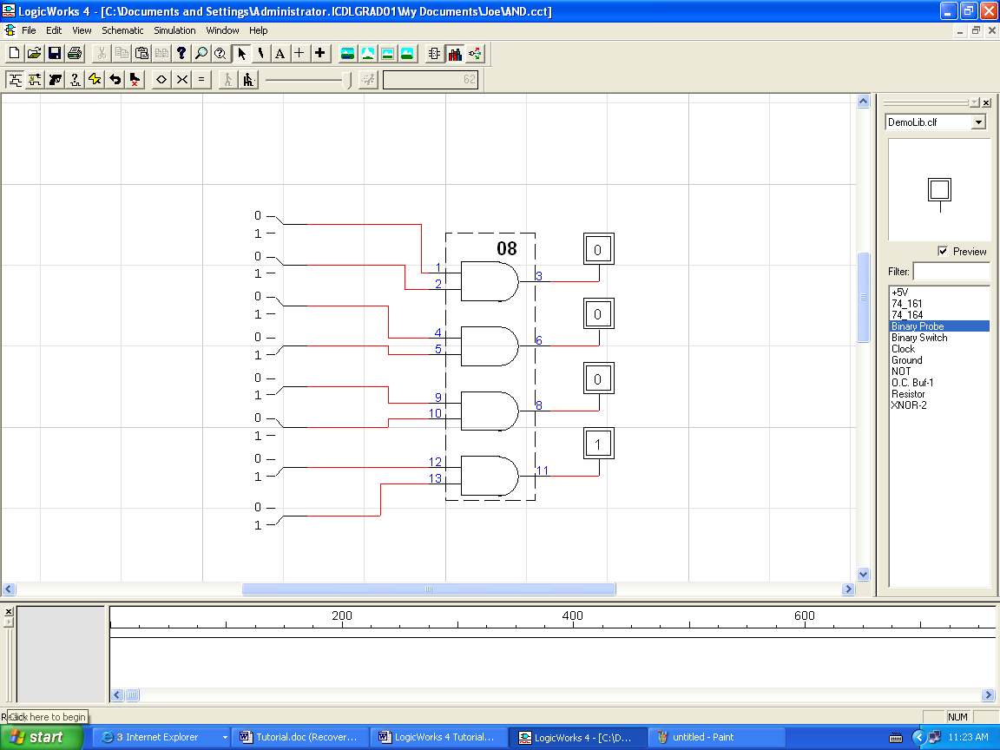 LogicWorks 4 - [C:\Documents and Settings\Administrator.ICDLGRAD01\My Documents\Joe\AND.cct]
File Edit View Schematic Simulation Window Help
62
DemoLib.clf
Preview
Filter:
+5V
74_161
74_164
Binary Probe
Binary Switch
Clock
Ground
NOT
O.C. Buf-1
Resistor
XNOR-2
0
1
0
1
0
1
0
1
0
1
0
1
0
1
0
1
08
1
2
3
0
4
5
6
0
9
10
8
0
12
13
11
1
200 400 600
Click here to begin
NUM
start
3 Internet Explorer
Tutorial.doc (Recover...
LogicWorks 4 Tutorial...
LogicWorks 4 - [C:\D...
untitled - Paint
11:23 AM